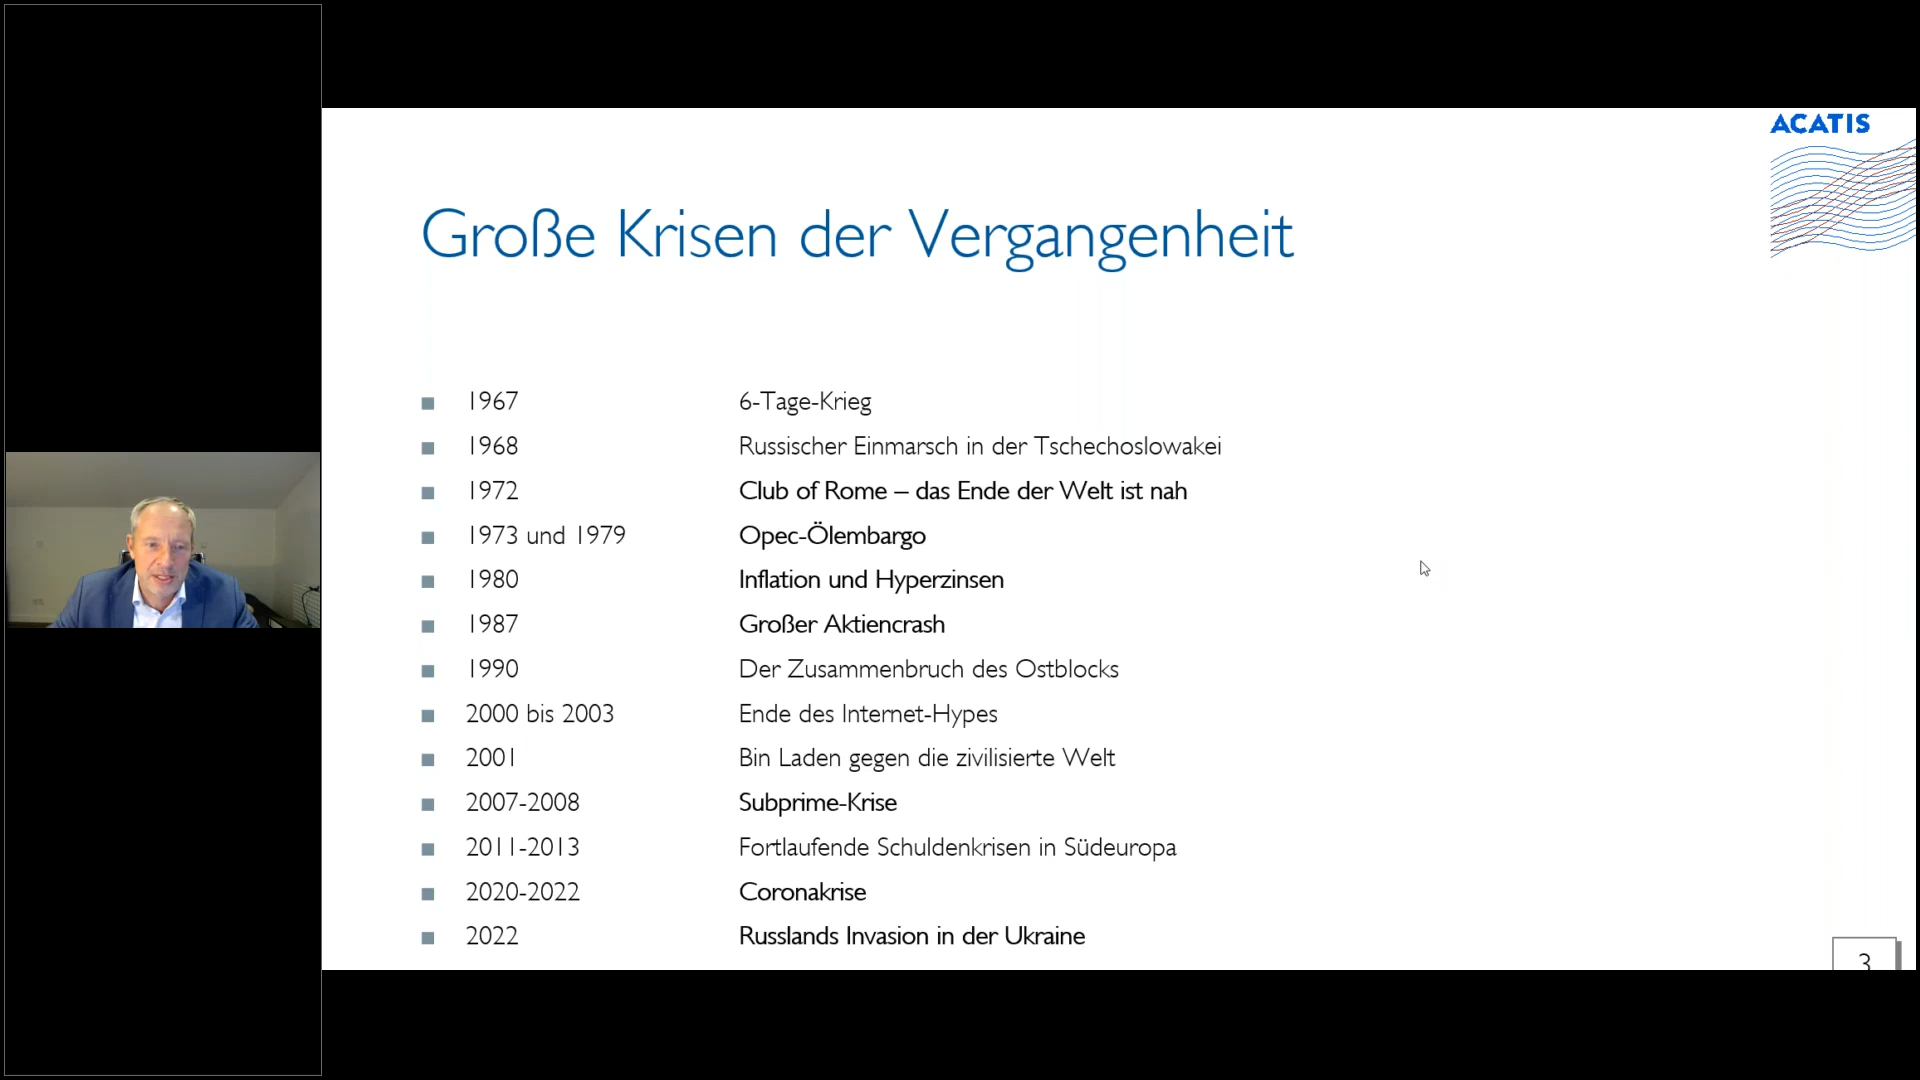 ACATIS
Große Krisen der Vergangenheit
1967 6-Tage-Krieg
1968 Russischer Einmarsch in der Tschechoslowakei
1972 Club of Rome – das Ende der Welt ist nah
1973 und 1979 Opec-Ölembargo
1980 Inflation und Hyperzinsen
1987 Großer Aktiencrash
1990 Der Zusammenbruch des Ostblocks
2000 bis 2003 Ende des Internet-Hypes
2001 Bin Laden gegen die zivilisierte Welt
2007-2008 Subprime-Krise
2011-2013 Fortlaufende Schuldenkrisen in Südeuropa
2020-2022 Coronakrise
2022 Russlands Invasion in der Ukraine
3